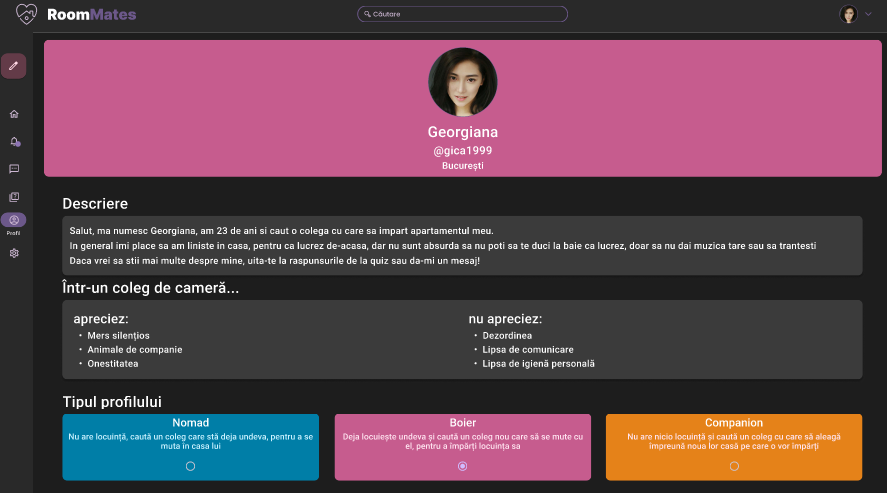 RoomMates
Căutare
Georgiana
@gica1999
București
Profil
Descriere
Salut, ma numesc Georgiana, am 23 de ani si caut o colega cu care sa impart apartamentul meu.
In general imi place sa am liniste in casa, pentru ca lucrez de-acasa, dar nu sunt absurda sa nu poti sa te duci la baie ca lucrez, doar sa nu dai muzica tare sau sa trantesti
Daca vrei sa stii mai multe despre mine, uita-te la raspunsurile de la quiz sau da-mi un mesaj!
Într-un coleg de cameră...
apreciez:
• Mers silențios
• Animale de companie
• Onestitatea
nu apreciez:
• Dezordinea
• Lipsa de comunicare
• Lipsa de igienă personală
Tipul profilului
Nomad
Nu are locuință, caută un coleg care stă deja undeva, pentru a se
muta în casa lui
Boier
Deja locuiește undeva și caută un coleg nou care să se mute cu
el, pentru a împărți locuința sa
Companion
Nu are nicio locuință și caută un coleg cu care să aleagă
împreună noua lor casă pe care o vor împărți